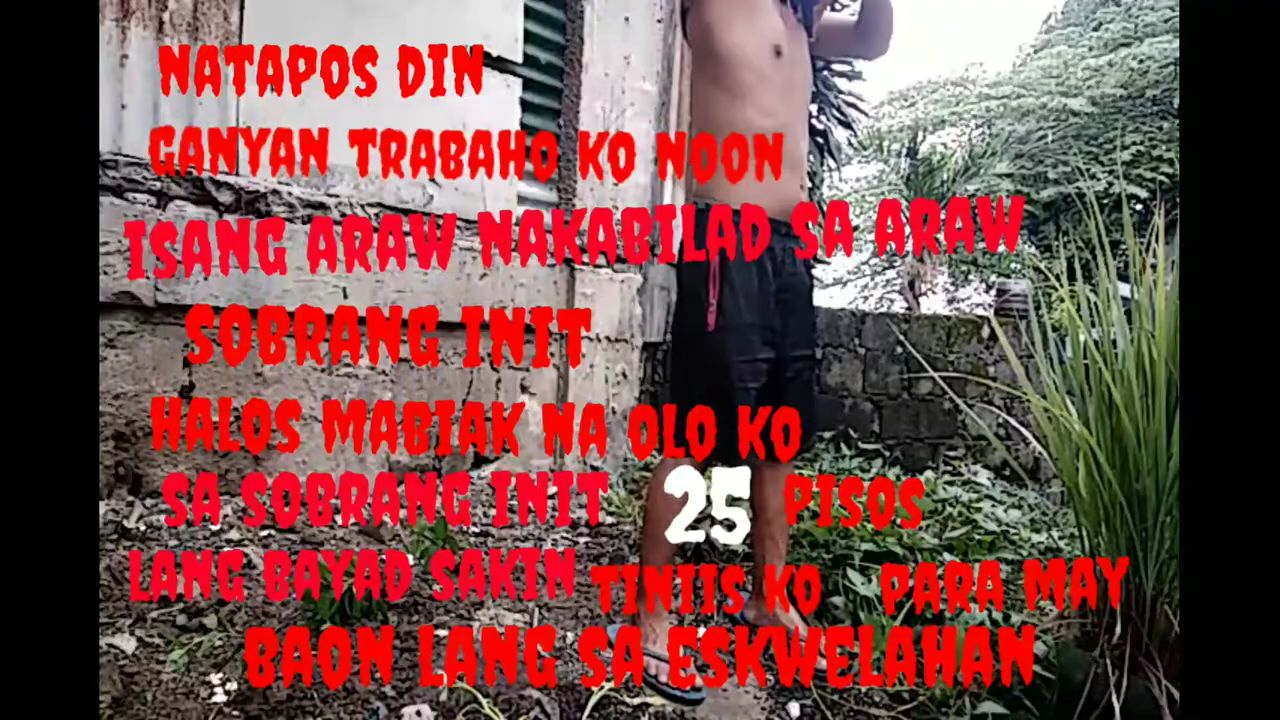 NATAPOS DIN
GANYAN TRABAHO KO NOON
ISANG ARAW NAKABILAD SA ARAW
SOBRANG INIT
HALOS MABIAK NA OLO KO
SA SOBRANG INIT 25 PISOS
LANG BAYAD SAKIN TINIIS KO PARA MAY
BAON LANG SA ESKWELAHAN